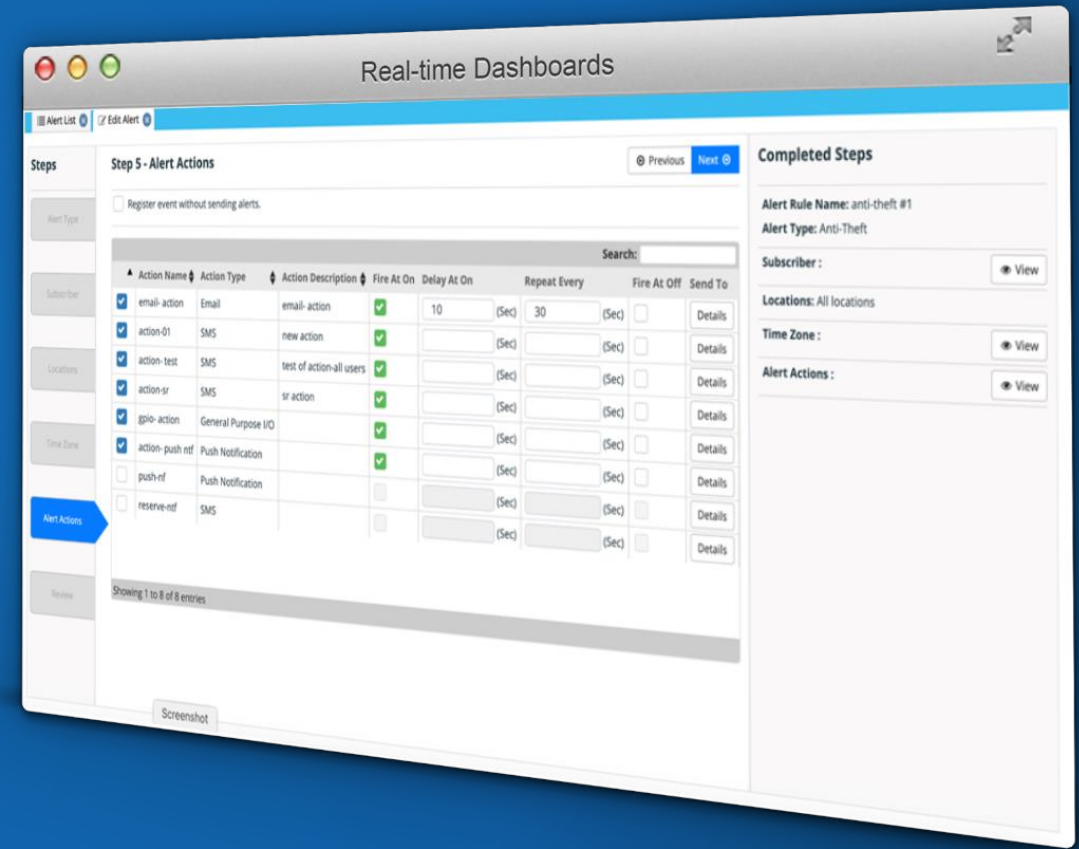 Real-time Dashboards
Alert List
Edit Alert
Steps
Alert Type
Subscriber
Locations
Time Zone
Alert Actions
Review
Step 5 - Alert Actions
Previous
Next
Register event without sending alerts.
Search:
Action Name Action Type Action Description Fire At On Delay At On Repeat Every Fire At Off Send To
email- action Email email- action 10 (Sec) 30 (Sec) Details
action-01 SMS new action (Sec) (Sec) Details
action- test SMS test of action-all users (Sec) (Sec) Details
action-sr SMS sr action (Sec) (Sec) Details
gpio- action General Purpose I/O (Sec) (Sec) Details
action- push ntf Push Notification (Sec) (Sec) Details
push-nf Push Notification (Sec) (Sec) Details
reserve-ntf SMS (Sec) (Sec) Details
Showing 1 to 8 of 8 entries
Completed Steps
Alert Rule Name: anti-theft #1
Alert Type: Anti-Theft
Subscriber : View
Locations: All locations
Time Zone : View
Alert Actions : View
Screenshot